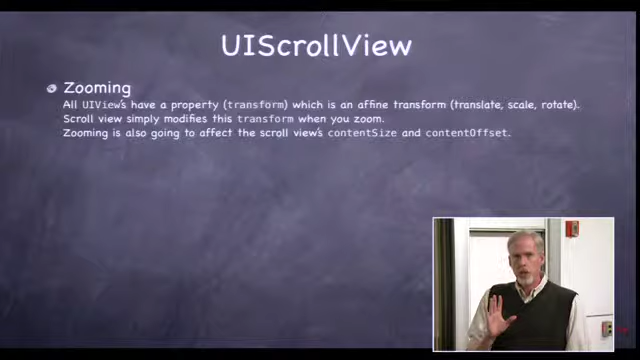 UIScrollView
Zooming
All UIView's have a property (transform) which is an affine transform (translate, scale, rotate).
Scroll view simply modifies this transform when you zoom.
Zooming is also going to affect the scroll view's contentSize and contentOffset.